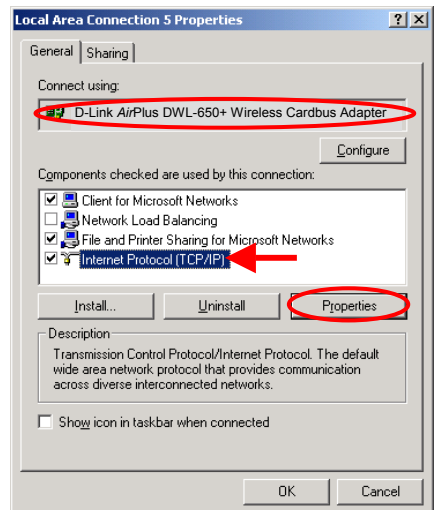 Local Area Connection 5 Properties
General Sharing
Connect using:
D-Link AirPlus DWL-650+ Wireless Cardbus Adapter
Configure
Components checked are used by this connection:
Client for Microsoft Networks
Network Load Balancing
File and Printer Sharing for Microsoft Networks
Internet Protocol (TCP/IP)
Install... Uninstall Properties
Description
Transmission Control Protocol/Internet Protocol. The default
wide area network protocol that provides communication
across diverse interconnected networks.
Show icon in taskbar when connected
OK Cancel